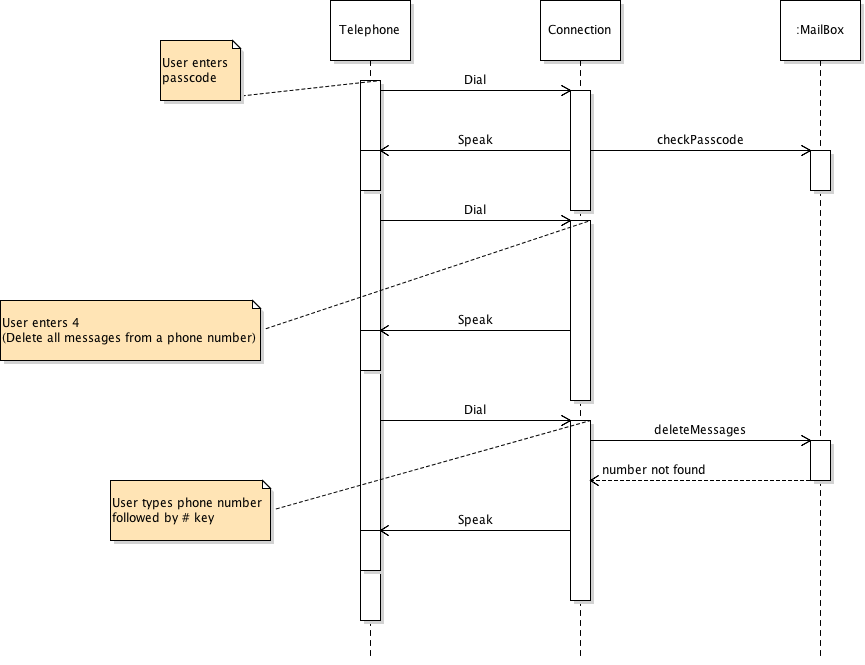 Telephone
Connection
:MailBox
User enters
passcode
Dial
Speak
checkPasscode
Dial
User enters 4
(Delete all messages from a phone number)
Speak
Dial
deleteMessages
number not found
User types phone number
followed by # key
Speak